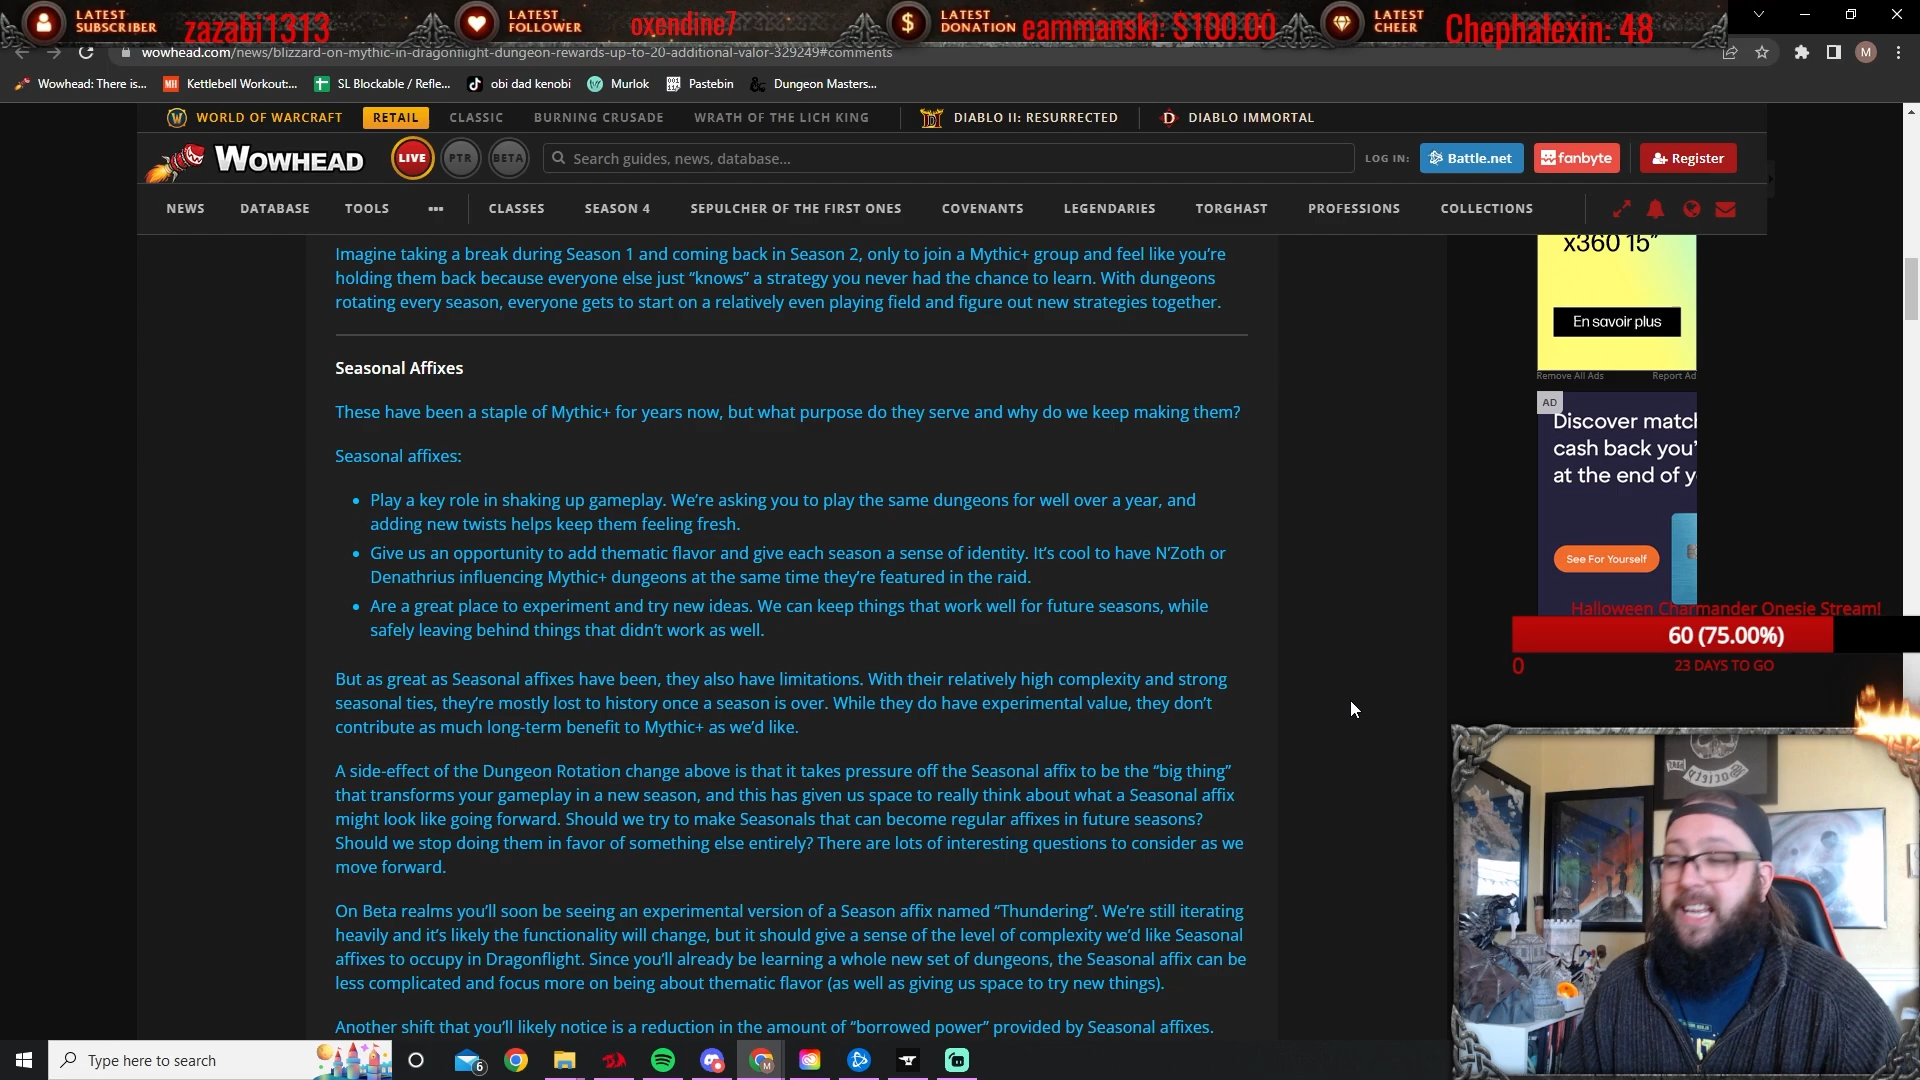 LATEST SUBSCRIBER
zazabi1313
LATEST FOLLOWER
oxendine7
LATEST DONATION
eammanski: $100.00
LATEST CHEER
Chephalexin: 48
wowhead.com/news/blizzard-on-mythic-in-dragonflight-dungeon-rewards-up-to-20-additional-valor-329249#comments
M
Wowhead: There is...
MH Kettlebell Workout:...
SL Blockable / Refle...
obi dad kenobi
Murlok
Pastebin
Dungeon Masters...
WORLD OF WARCRAFT
RETAIL
CLASSIC
BURNING CRUSADE
WRATH OF THE LICH KING
DIABLO II: RESURRECTED
DIABLO IMMORTAL
WOWHEAD
LIVE
PTR
BETA
Search guides, news, database...
LOG IN:
Battle.net
fanbyte
Register
NEWS
DATABASE
TOOLS
•••
CLASSES
SEASON 4
SEPULCHER OF THE FIRST ONES
COVENANTS
LEGENDARIES
TORGHAST
PROFESSIONS
COLLECTIONS
Imagine taking a break during Season 1 and coming back in Season 2, only to join a Mythic+ group and feel like you’re
holding them back because everyone else just “knows” a strategy you never had the chance to learn. With dungeons
rotating every season, everyone gets to start on a relatively even playing field and figure out new strategies together.
Seasonal Affixes
These have been a staple of Mythic+ for years now, but what purpose do they serve and why do we keep making them?
Seasonal affixes:
• Play a key role in shaking up gameplay. We’re asking you to play the same dungeons for well over a year, and
adding new twists helps keep them feeling fresh.
• Give us an opportunity to add thematic flavor and give each season a sense of identity. It’s cool to have N’Zoth or
Denathrius influencing Mythic+ dungeons at the same time they’re featured in the raid.
• Are a great place to experiment and try new ideas. We can keep things that work well for future seasons, while
safely leaving behind things that didn’t work as well.
But as great as Seasonal affixes have been, they also have limitations. With their relatively high complexity and strong
seasonal ties, they’re mostly lost to history once a season is over. While they do have experimental value, they don’t
contribute as much long-term benefit to Mythic+ as we’d like.
A side-effect of the Dungeon Rotation change above is that it takes pressure off the Seasonal affix to be the “big thing”
that transforms your gameplay in a new season, and this has given us space to really think about what a Seasonal affix
might look like going forward. Should we try to make Seasonals that can become regular affixes in future seasons?
Should we stop doing them in favor of something else entirely? There are lots of interesting questions to consider as we
move forward.
On Beta realms you’ll soon be seeing an experimental version of a Season affix named “Thundering”. We’re still iterating
heavily and it’s likely the functionality will change, but it should give a sense of the level of complexity we’d like Seasonal
affixes to occupy in Dragonflight. Since you’ll already be learning a whole new set of dungeons, the Seasonal affix can be
less complicated and focus more on being about thematic flavor (as well as giving us space to try new things).
Another shift that you’ll likely notice is a reduction in the amount of “borrowed power” provided by Seasonal affixes.
x360 15"
En savoir plus
Remove All Ads
Report Ad
AD
Discover match
cash back you'
at the end of y
See For Yourself
Halloween Charmander Onesie Stream!
60 (75.00%)
0
23 DAYS TO GO
Type here to search
6
M